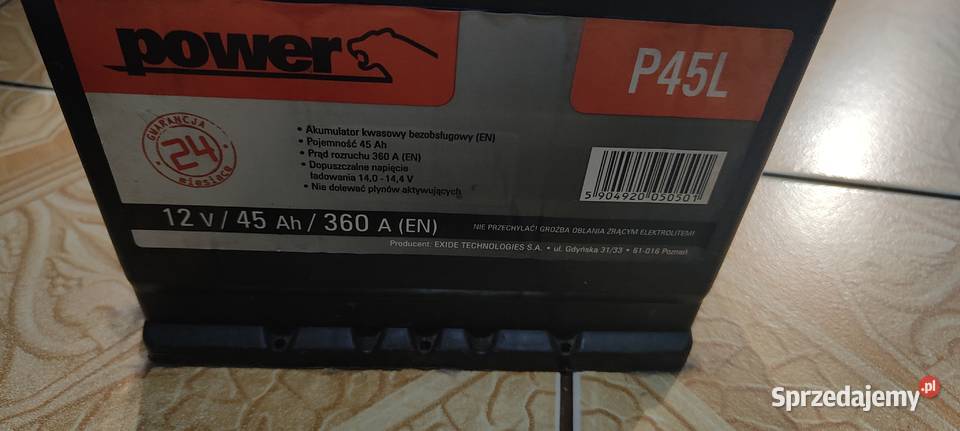 power
P45L
GWARANCJA
24
miesiące
• Akumulator kwasowy bezobsługowy (EN)
• Pojemność 45 Ah
• Prąd rozruchu 360 A (EN)
• Dopuszczalne napięcie
ładowania 14,0 - 14,4 V
• Nie dolewać płynów aktywujących
5 904920 050501
12 V / 45 Ah / 360 A (EN)
NIE PRZECHYLAĆ! GROŹBA OBLANIA ŻRĄCYM ELEKTROLITEM!
Producent: EXIDE TECHNOLOGIES S.A. • ul. Gdyńska 31/33 • 61-016 Poznań
Sprzedajemy.pl